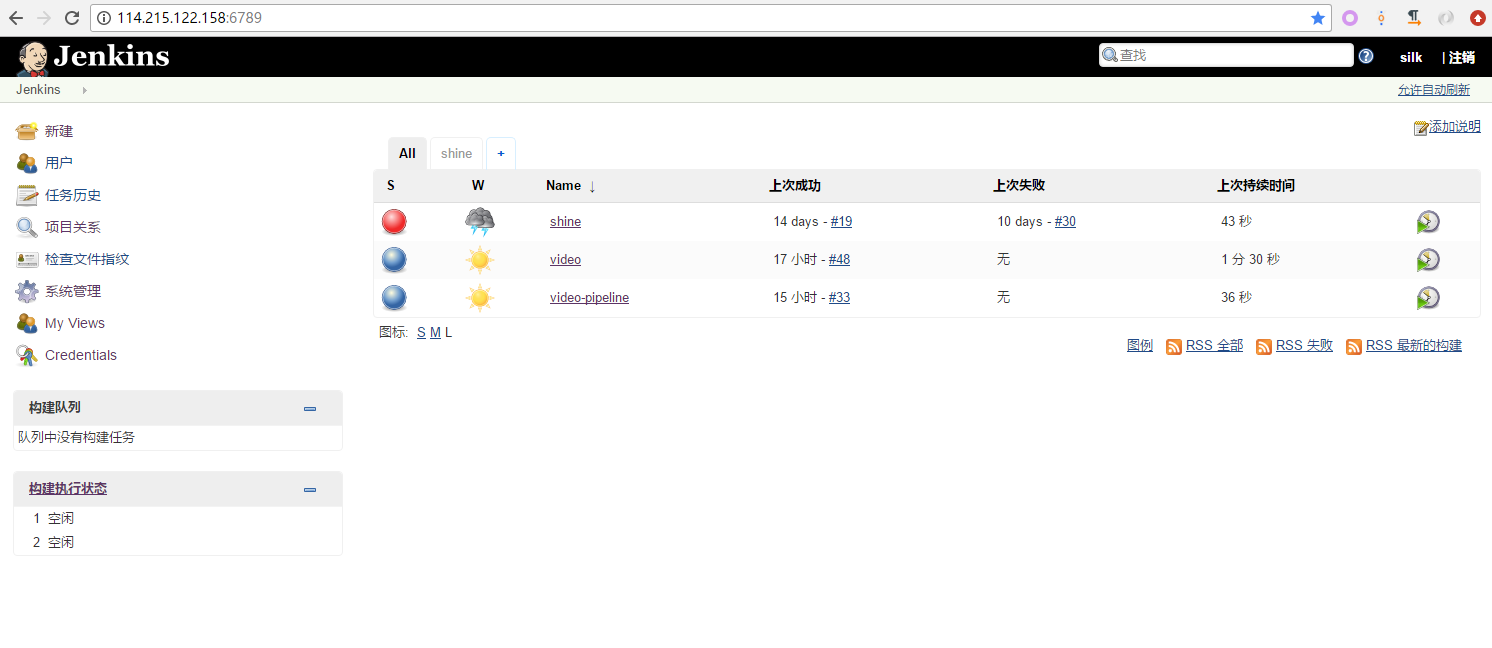 114.215.122.158:6789
Jenkins
查找
silk | 注销
Jenkins
允许自动刷新
新建
用户
任务历史
项目关系
检查文件指纹
系统管理
My Views
Credentials
构建队列
队列中没有构建任务
构建执行状态
1 空闲
2 空闲
添加说明
All shine +
S W Name ↓ 上次成功 上次失败 上次持续时间
shine 14 days - #19 10 days - #30 43 秒
video 17 小时 - #48 无 1 分 30 秒
video-pipeline 15 小时 - #33 无 36 秒
图标: S M L
图例 RSS 全部 RSS 失败 RSS 最新的构建